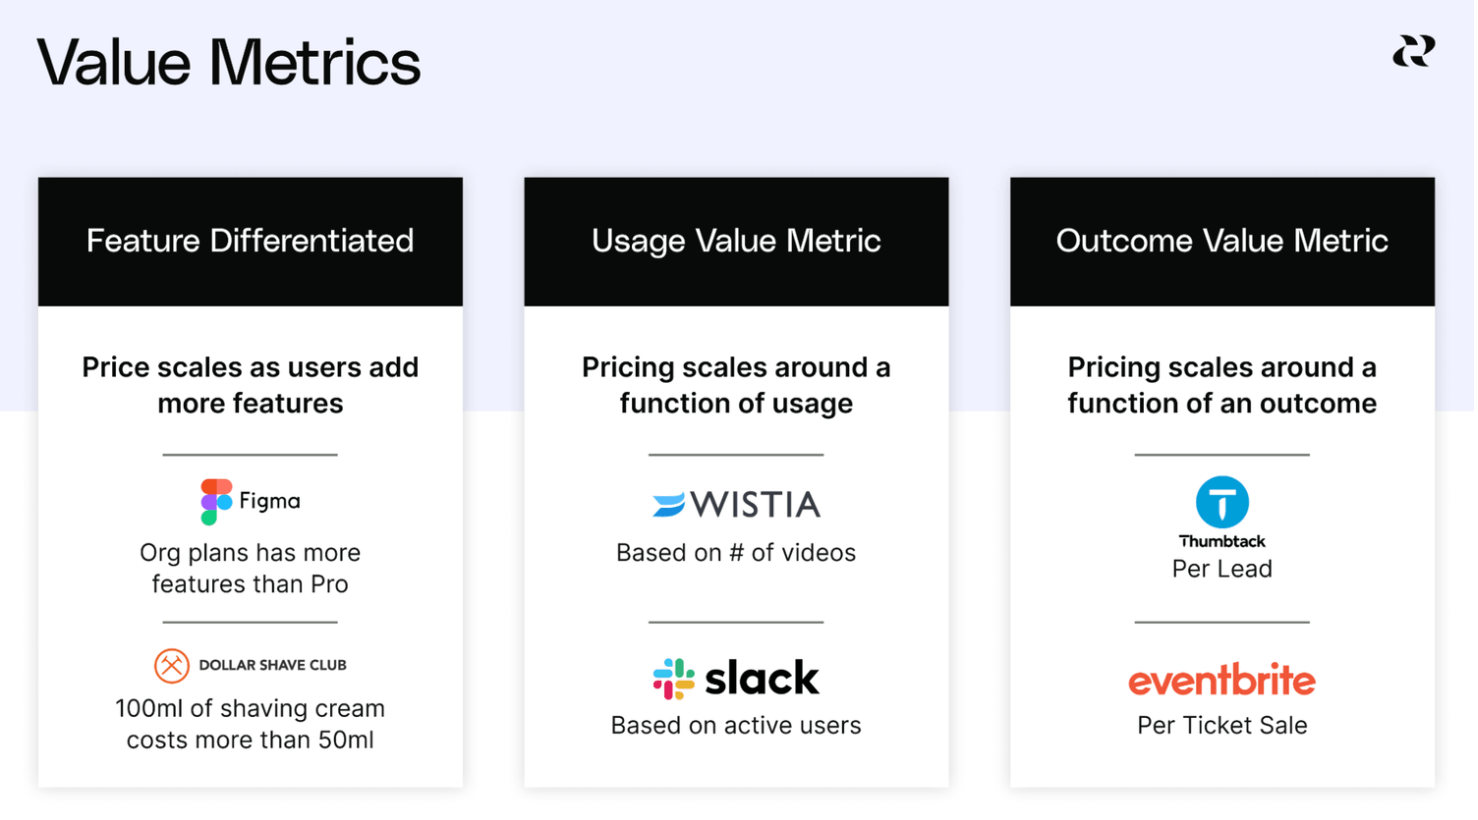 Value Metrics
Feature Differentiated
Price scales as users add
more features
Figma
Org plans has more
features than Pro
DOLLAR SHAVE CLUB
100ml of shaving cream
costs more than 50ml
Usage Value Metric
Pricing scales around a
function of usage
WISTIA
Based on # of videos
slack
Based on active users
Outcome Value Metric
Pricing scales around a
function of an outcome
Thumbtack
Per Lead
eventbrite
Per Ticket Sale